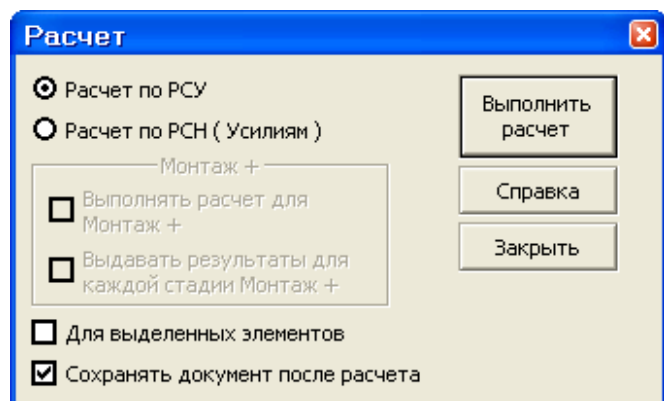 Расчет
Расчет по РСУ
Расчет по РСН ( Усилиям )
Монтаж +
Выполнять расчет для
Монтаж +
Выдавать результаты для
каждой стадии Монтаж +
Для выделенных элементов
Сохранять документ после расчета
Выполнить
расчет
Справка
Закрыть